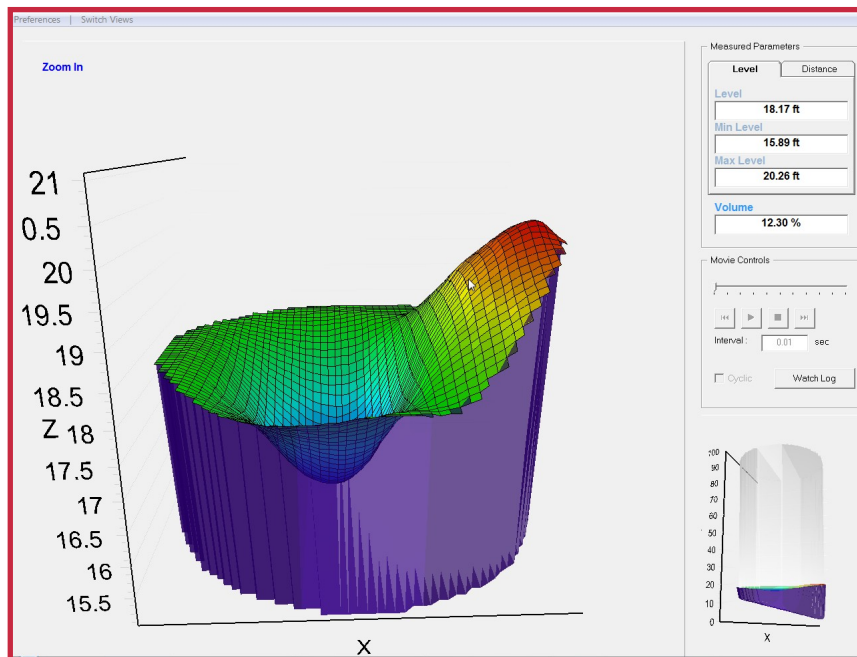 Preferences | Switch Views
Zoom In
21
0.5
20
19.5
19
18.5
Z 18
17.5
17
16.5
16
15.5
X
Measured Parameters
Level Distance
Level
18.17 ft
Min Level
15.89 ft
Max Level
20.26 ft
Volume
12.30 %
Movie Controls
Interval : 0.01 sec
Cyclic Watch Log
100
90
80
70
60
50
40
30
20
10
0
X